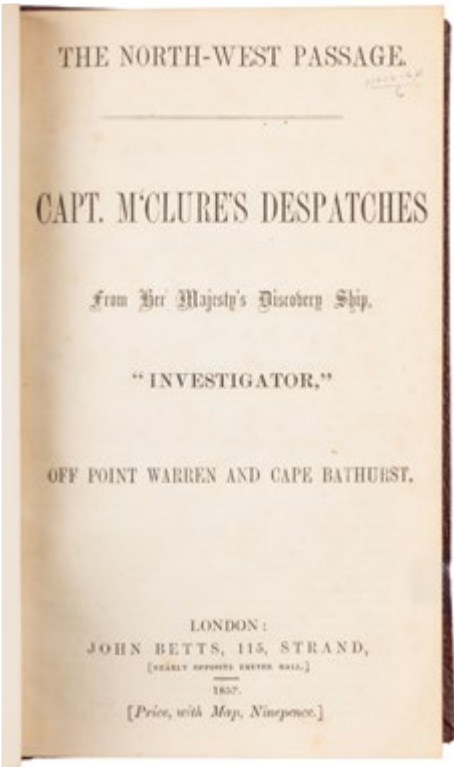 THE NORTH-WEST PASSAGE.
CAPT. M'CLURE'S DESPATCHES
From Her Majesty's Discovery Ship,
"INVESTIGATOR,"
OFF POINT WARREN AND CAPE BATHURST.
LONDON:
JOHN BETTS, 115, STRAND,
[NEARLY OPPOSITE EXETER HALL.]
1857.
[Price, with Map, Ninepence.]